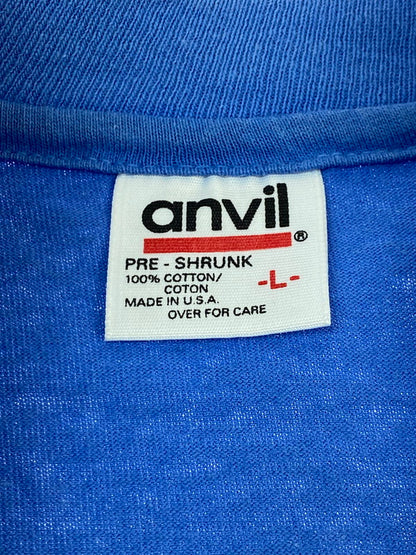 anvil®
PRE - SHRUNK
100% COTTON/
COTON
-L-
MADE IN U.S.A.
OVER FOR CARE